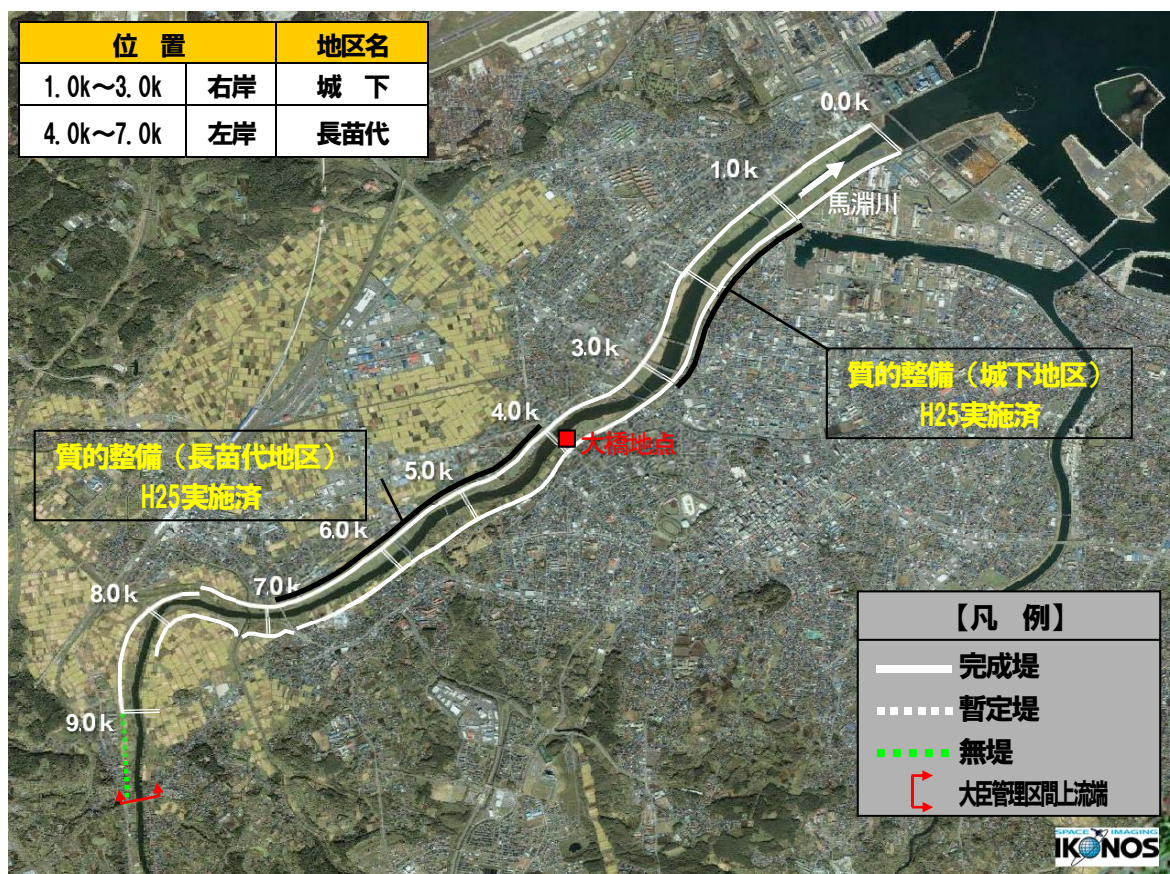 位 置 地区名
1.0k～3.0k 右岸 城 下
4.0k～7.0k 左岸 長苗代
0.0k
1.0k
馬淵川
3.0k
質的整備（城下地区）
H25実施済
4.0k
大橋地点
質的整備（長苗代地区）
H25実施済
5.0k
6.0k
7.0k
8.0k
9.0k
【凡 例】
完成堤
暫定堤
無堤
大臣管理区間上流端
SPACE IMAGING
IKONOS